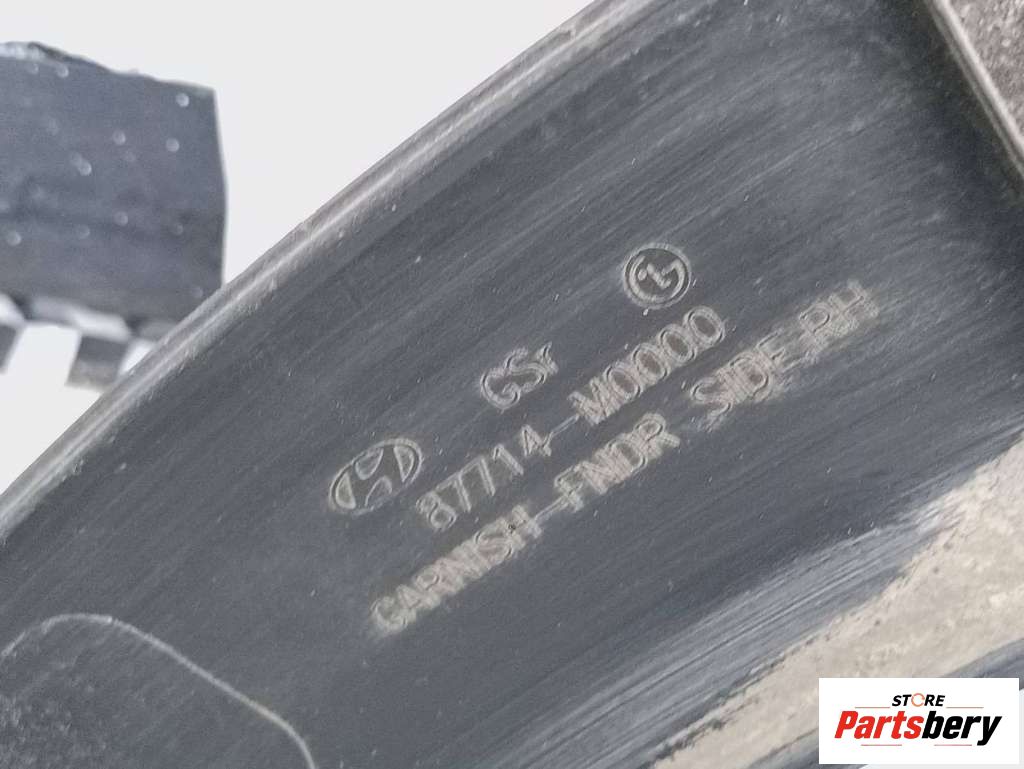 GSr
87714-M0000
GARNISH-FNDR SIDE.RH
STORE
Partsbery